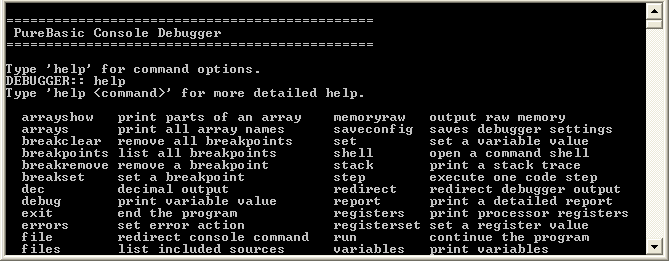 ==============================================
 PureBasic Console Debugger
==============================================
Type 'help' for command options.
DEBUGGER:: help
Type 'help <command>' for more detailed help.
  arrayshow   print parts of an array    memoryraw   output raw memory
  arrays      print all array names      saveconfig  saves debugger settings
  breakclear  remove all breakpoints     set         set a variable value
  breakpoints list all breakpoints       shell       open a command shell
  breakremove remove a breakpoint        stack       print a stack trace
  breakset    set a breakpoint           step        execute one code step
  dec         decimal output             redirect    redirect debugger output
  debug       print variable value       report      print a detailed report
  exit        end the program            registers   print processor registers
  errors      set error action           registerset set a register value
  file        redirect console command   run         continue the program
  files       list included sources      variables   print variables